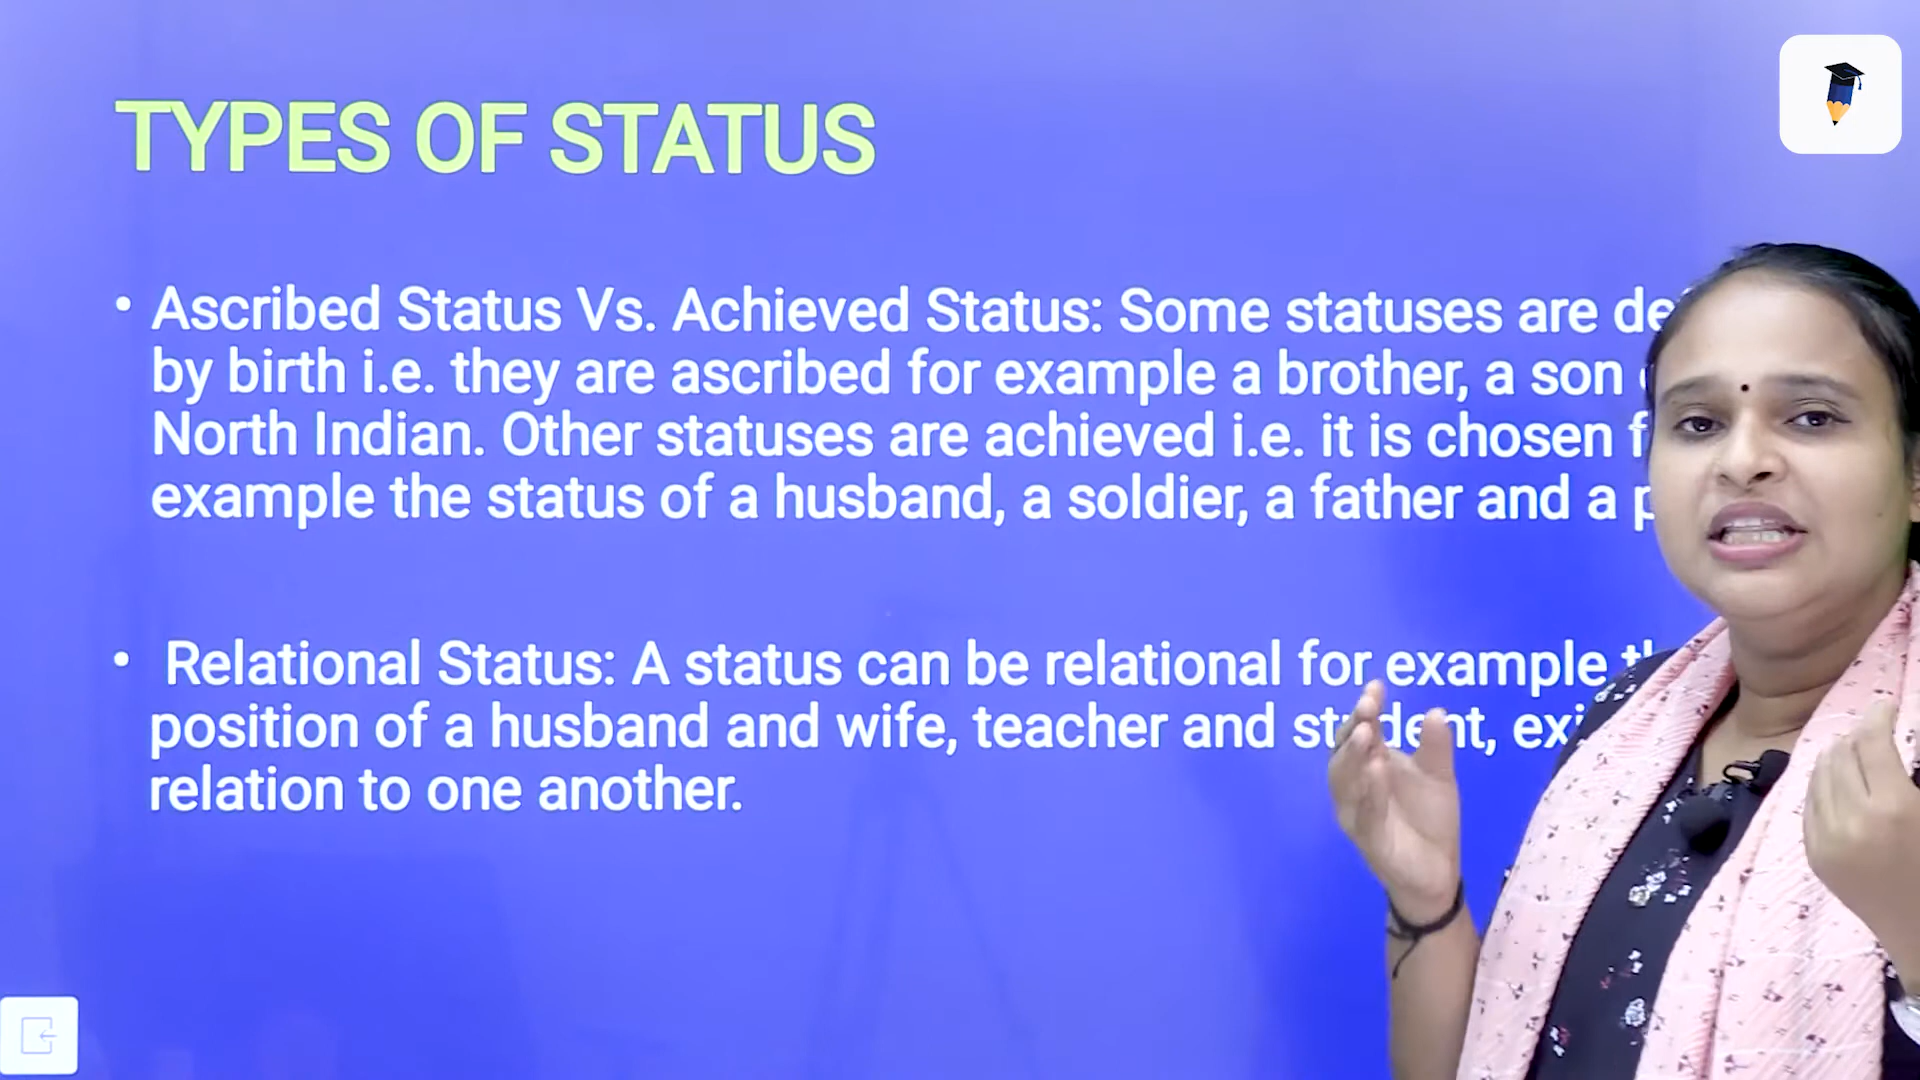 TYPES OF STATUS
• Ascribed Status Vs. Achieved Status: Some statuses are
by birth i.e. they are ascribed for example a brother, a son
North Indian. Other statuses are achieved i.e. it is chosen
example the status of a husband, a soldier, a father and a
• Relational Status: A status can be relational for example
position of a husband and wife, teacher and student,
relation to one another.